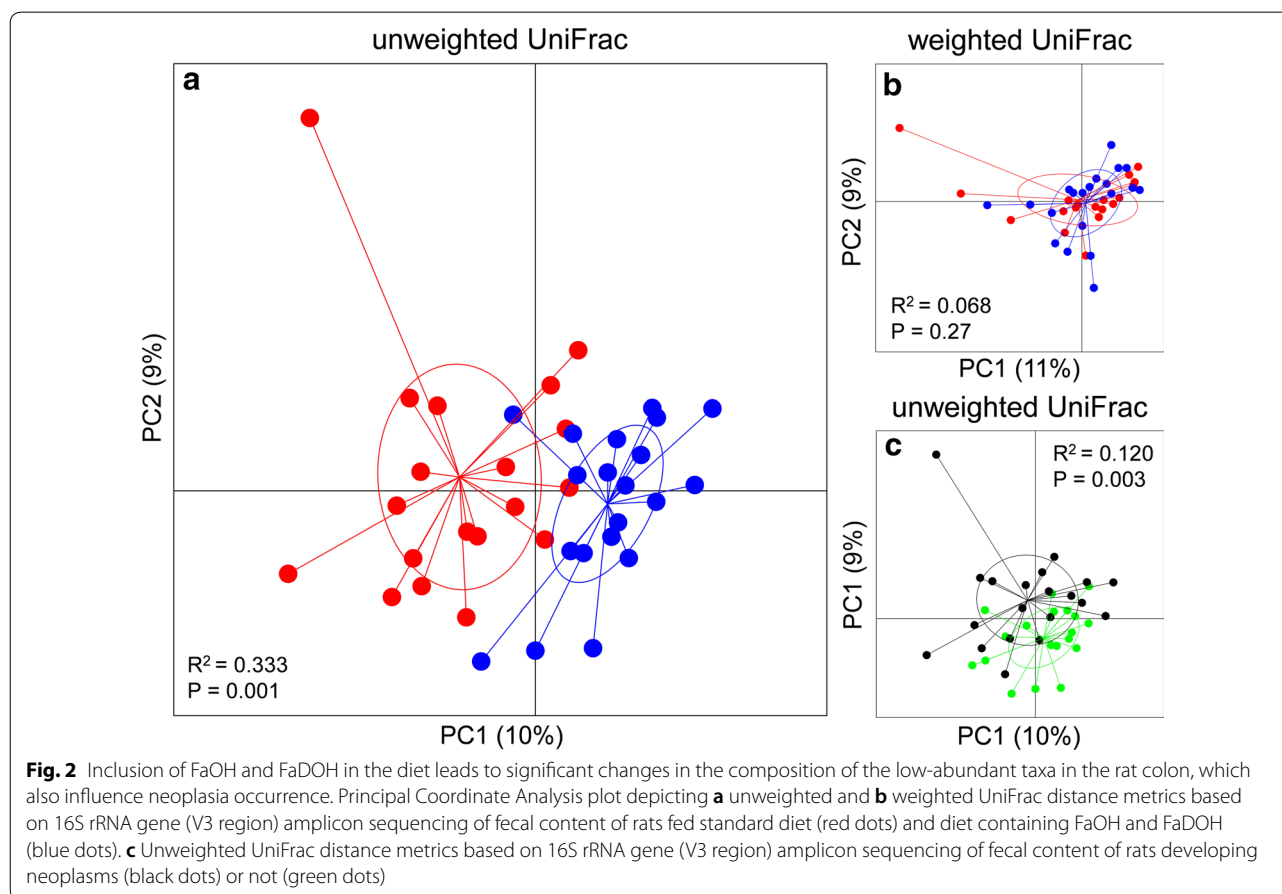 unweighted UniFrac
a
PC2 (9%)
R² = 0.333
P = 0.001
PC1 (10%)
weighted UniFrac
b
PC2 (9%)
R² = 0.068
P = 0.27
PC1 (11%)
unweighted UniFrac
c
R² = 0.120
P = 0.003
PC1 (9%)
PC1 (10%)
Fig. 2 Inclusion of FaOH and FaDOH in the diet leads to significant changes in the composition of the low-abundant taxa in the rat colon, which
also influence neoplasia occurrence. Principal Coordinate Analysis plot depicting a unweighted and b weighted UniFrac distance metrics based
on 16S rRNA gene (V3 region) amplicon sequencing of fecal content of rats fed standard diet (red dots) and diet containing FaOH and FaDOH
(blue dots). c Unweighted UniFrac distance metrics based on 16S rRNA gene (V3 region) amplicon sequencing of fecal content of rats developing
neoplasms (black dots) or not (green dots)